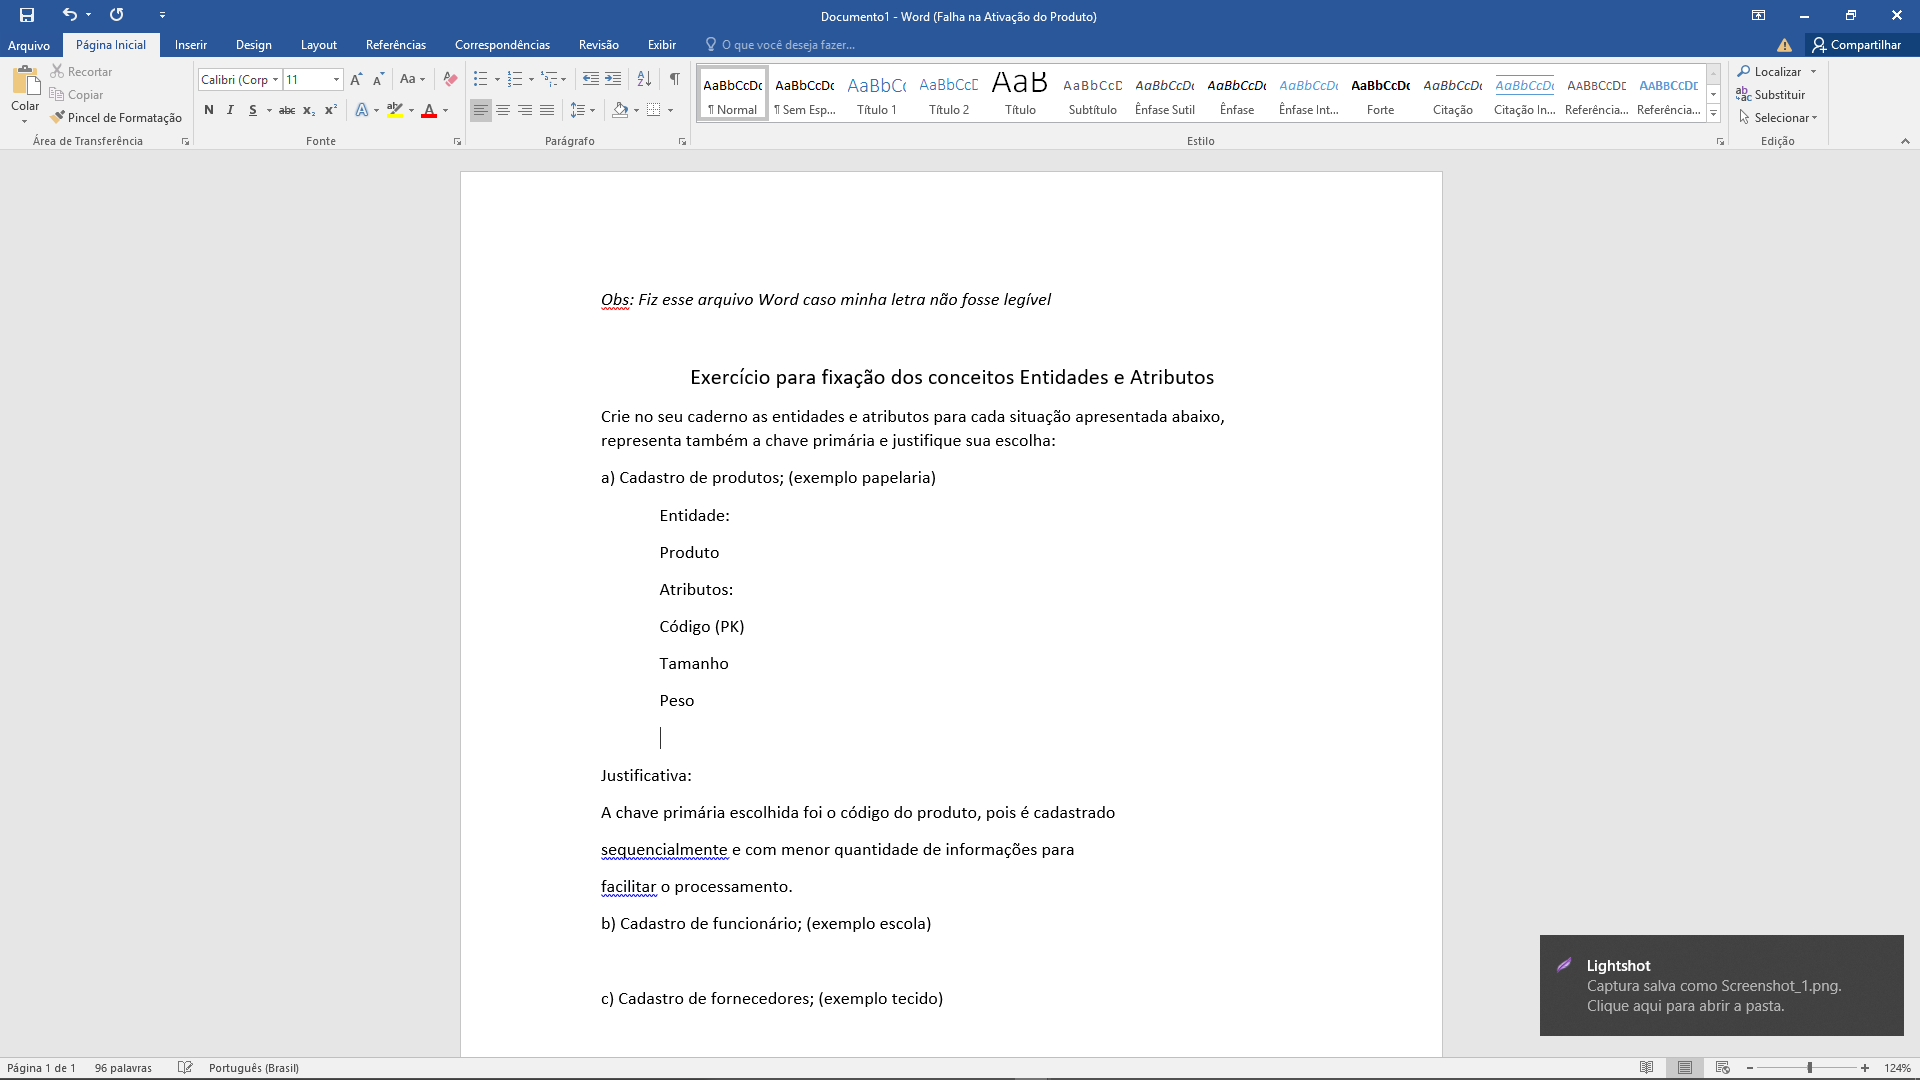 Documento1 - Word (Falha na Ativação do Produto)
Arquivo Página Inicial Inserir Design Layout Referências Correspondências Revisão Exibir O que você deseja fazer... Compartilhar
Colar
Recortar
Copiar
Pincel de Formatação
Área de Transferência
Calibri (Corp 11
Aa
N I S abc x₂ x² A A
Fonte
Parágrafo
AaBbCcDc AaBbCcDc AaBbCc AaBbCcD AaB AaBbCcD AaBbCcDc AaBbCcDc AaBbCcDc AaBbCcDc AaBbCcDc AaBbCcDc AaBbCcDc AaBbCcDc
¶ Normal ¶ Sem Esp... Título 1 Título 2 Título Subtítulo Ênfase Sutil Ênfase Ênfase Int... Forte Citação Citação In... Referência... Referência...
Estilo
Localizar
Substituir
Selecionar
Edição
Obs: Fiz esse arquivo Word caso minha letra não fosse legível
Exercício para fixação dos conceitos Entidades e Atributos
Crie no seu caderno as entidades e atributos para cada situação apresentada abaixo,
representa também a chave primária e justifique sua escolha:
a) Cadastro de produtos; (exemplo papelaria)
Entidade:
Produto
Atributos:
Código (PK)
Tamanho
Peso
Justificativa:
A chave primária escolhida foi o código do produto, pois é cadastrado
sequencialmente e com menor quantidade de informações para
facilitar o processamento.
b) Cadastro de funcionário; (exemplo escola)
c) Cadastro de fornecedores; (exemplo tecido)
Lightshot
Captura salva como Screenshot_1.png.
Clique aqui para abrir a pasta.
Página 1 de 1 96 palavras Português (Brasil) 124%